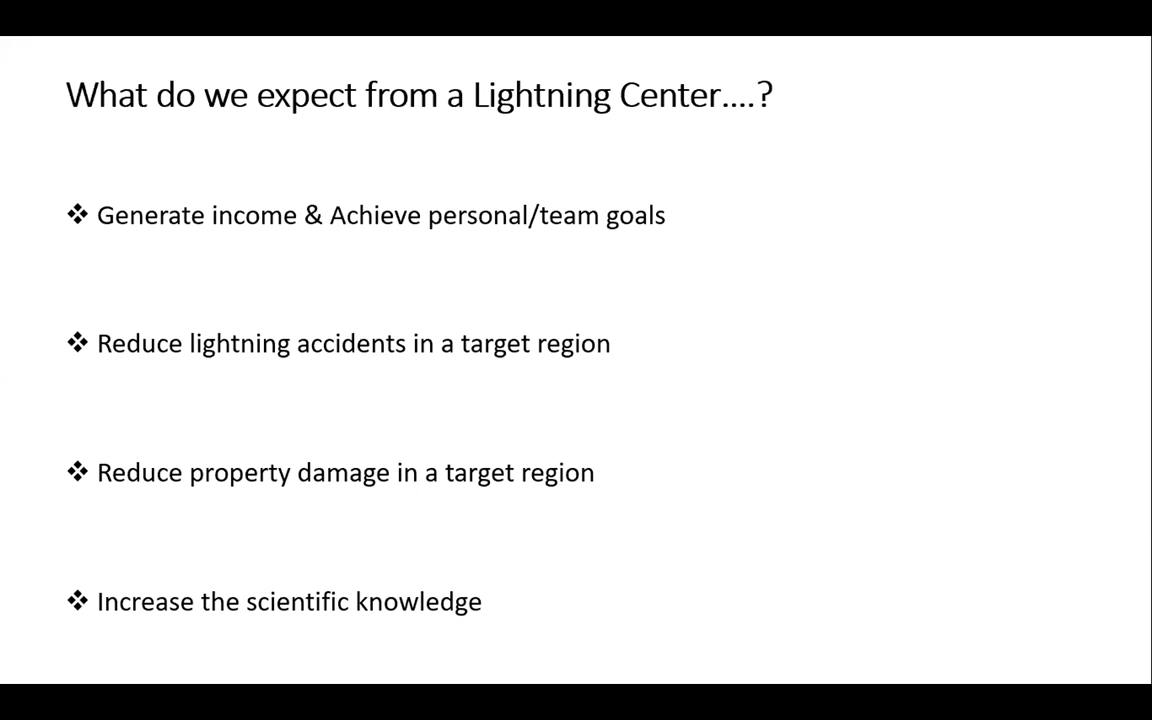 What do we expect from a Lightning Center....?
❖ Generate income & Achieve personal/team goals
❖ Reduce lightning accidents in a target region
❖ Reduce property damage in a target region
❖ Increase the scientific knowledge